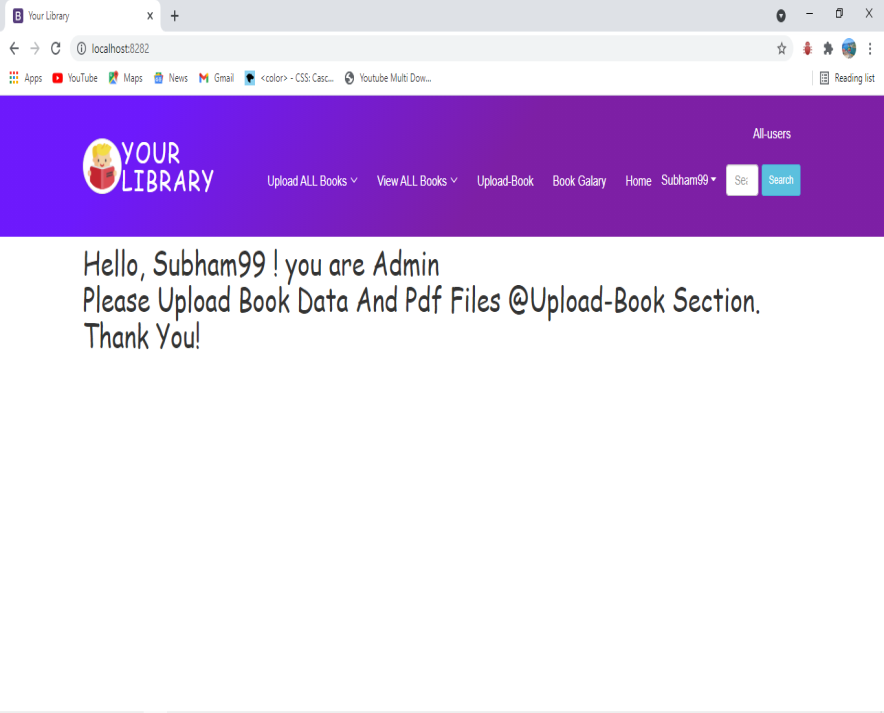 Your Library
localhost:8282
Apps YouTube Maps News Gmail <color> - CSS: Casc... Youtube Multi Dow... Reading list
All-users
YOUR
LIBRARY
Upload ALL Books View ALL Books Upload-Book Book Galary Home Subham99 Search
Hello, Subham99 ! you are Admin
Please Upload Book Data And Pdf Files @Upload-Book Section.
Thank You!